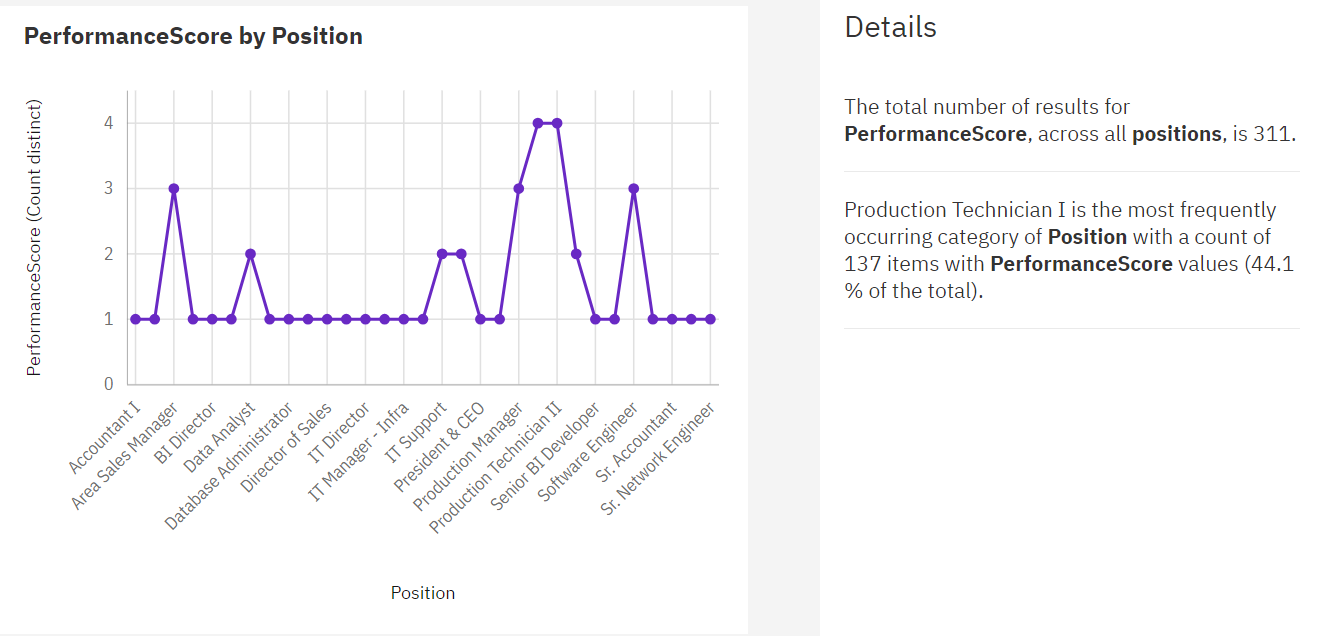 PerformanceScore by Position
PerformanceScore (Count distinct)
4
3
2
1
0
Accountant I
Area Sales Manager
BI Director
Data Analyst
Database Administrator
Director of Sales
IT Director
IT Manager - Infra
IT Support
President & CEO
Production Manager
Production Technician II
Senior BI Developer
Software Engineer
Sr. Accountant
Sr. Network Engineer
Position
Details
The total number of results for
PerformanceScore, across all positions, is 311.
Production Technician I is the most frequently
occurring category of Position with a count of
137 items with PerformanceScore values (44.1
% of the total).